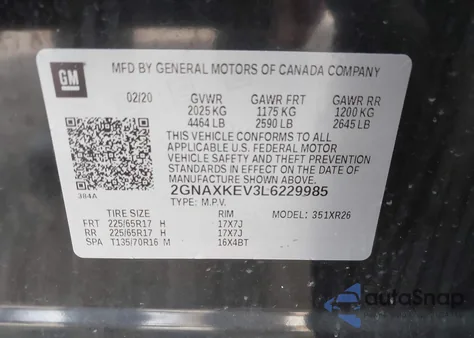 GM
MFD BY GENERAL MOTORS OF CANADA COMPANY
02/20 GVWR GAWR FRT GAWR RR
2025 KG 1175 KG 1200 KG
4464 LB 2590 LB 2645 LB
THIS VEHICLE CONFORMS TO ALL
APPLICABLE U.S. FEDERAL MOTOR
VEHICLE SAFETY AND THEFT PREVENTION
STANDARDS IN EFFECT ON THE DATE OF
MANUFACTURE SHOWN ABOVE.
384A
2GNAXKEV3L6229985
TYPE: M.P.V.
TIRE SIZE RIM MODEL: 351XR26
FRT 225/65R17 H 17X7J
RR 225/65R17 H 17X7J
SPA T135/70R16 M 16X4BT
autoSnap